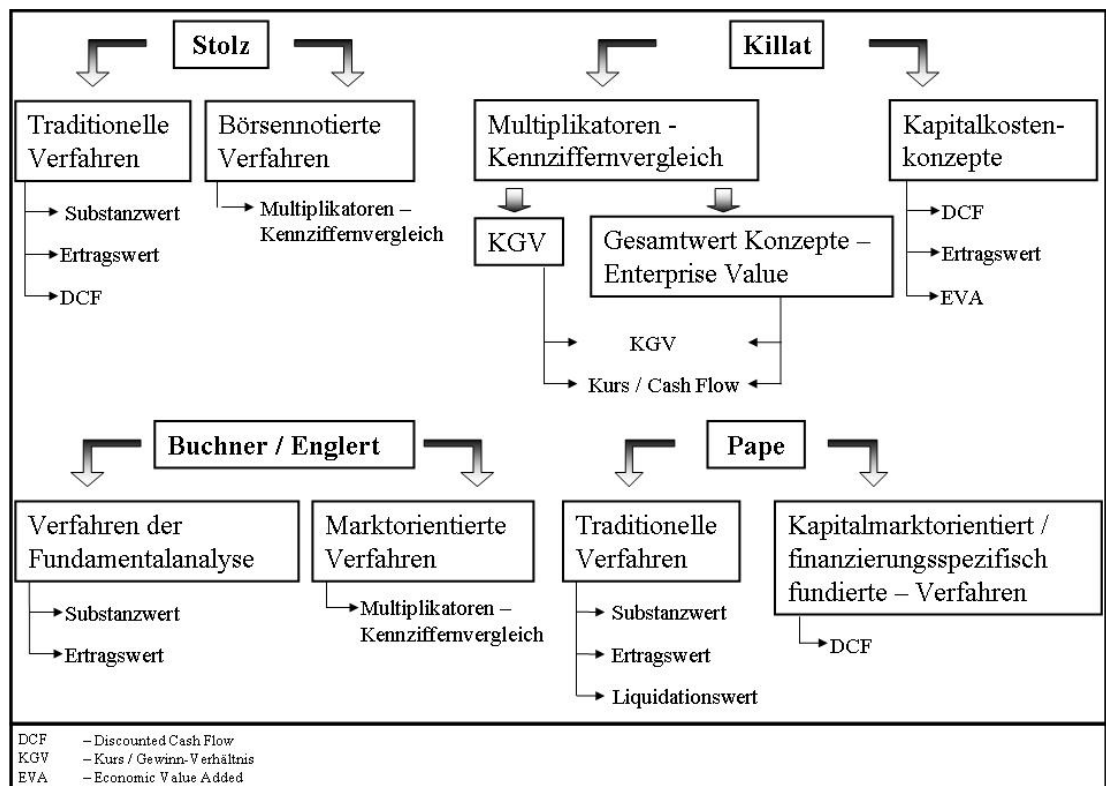 Stolz
Traditionelle
Verfahren
Substanzwert
Ertragswert
DCF
Börsennotierte
Verfahren
Multiplikatoren –
Kennziffernvergleich
Killat
Multiplikatoren -
Kennziffernvergleich
KGV
Gesamtwert Konzepte –
Enterprise Value
KGV
Kurs / Cash Flow
Kapitalkosten-
konzepte
DCF
Ertragswert
EVA
Buchner / Englert
Verfahren der
Fundamentalanalyse
Substanzwert
Ertragswert
Marktorientierte
Verfahren
Multiplikatoren –
Kennziffernvergleich
Pape
Traditionelle
Verfahren
Substanzwert
Ertragswert
Liquidationswert
Kapitalmarktorientiert /
finanzierungsspezifisch
fundierte – Verfahren
DCF
DCF – Discounted Cash Flow
KGV – Kurs / Gewinn-Verhältnis
EVA – Economic Value Added